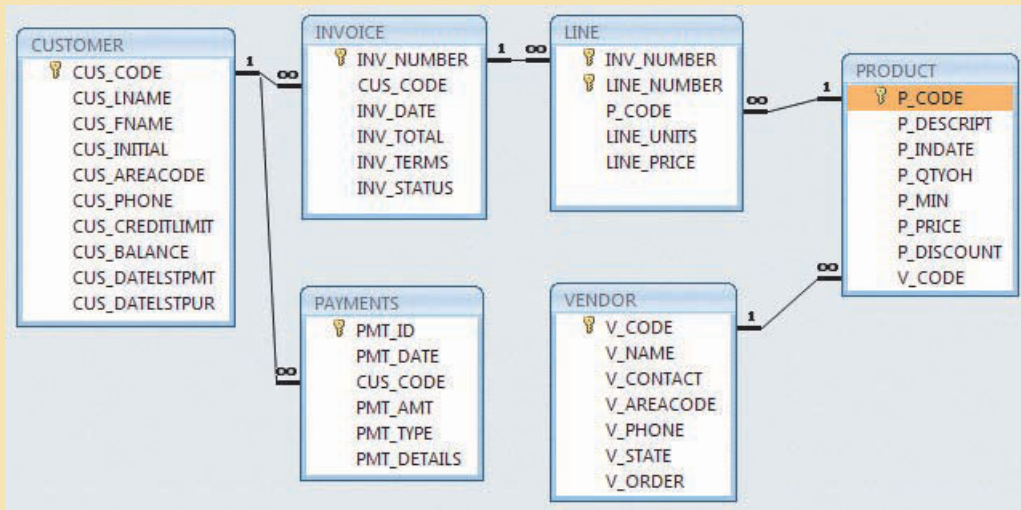 CUSTOMER
CUS_CODE
CUS_LNAME
CUS_FNAME
CUS_INITIAL
CUS_AREACODE
CUS_PHONE
CUS_CREDITLIMIT
CUS_BALANCE
CUS_DATELSTPMT
CUS_DATELSTPUR
1
∞
∞
INVOICE
INV_NUMBER
CUS_CODE
INV_DATE
INV_TOTAL
INV_TERMS
INV_STATUS
1
∞
LINE
INV_NUMBER
LINE_NUMBER
P_CODE
LINE_UNITS
LINE_PRICE
∞
1
PRODUCT
P_CODE
P_DESCRIPT
P_INDATE
P_QTYOH
P_MIN
P_PRICE
P_DISCOUNT
V_CODE
∞
PAYMENTS
PMT_ID
PMT_DATE
CUS_CODE
PMT_AMT
PMT_TYPE
PMT_DETAILS
VENDOR
V_CODE
V_NAME
V_CONTACT
V_AREACODE
V_PHONE
V_STATE
V_ORDER
1